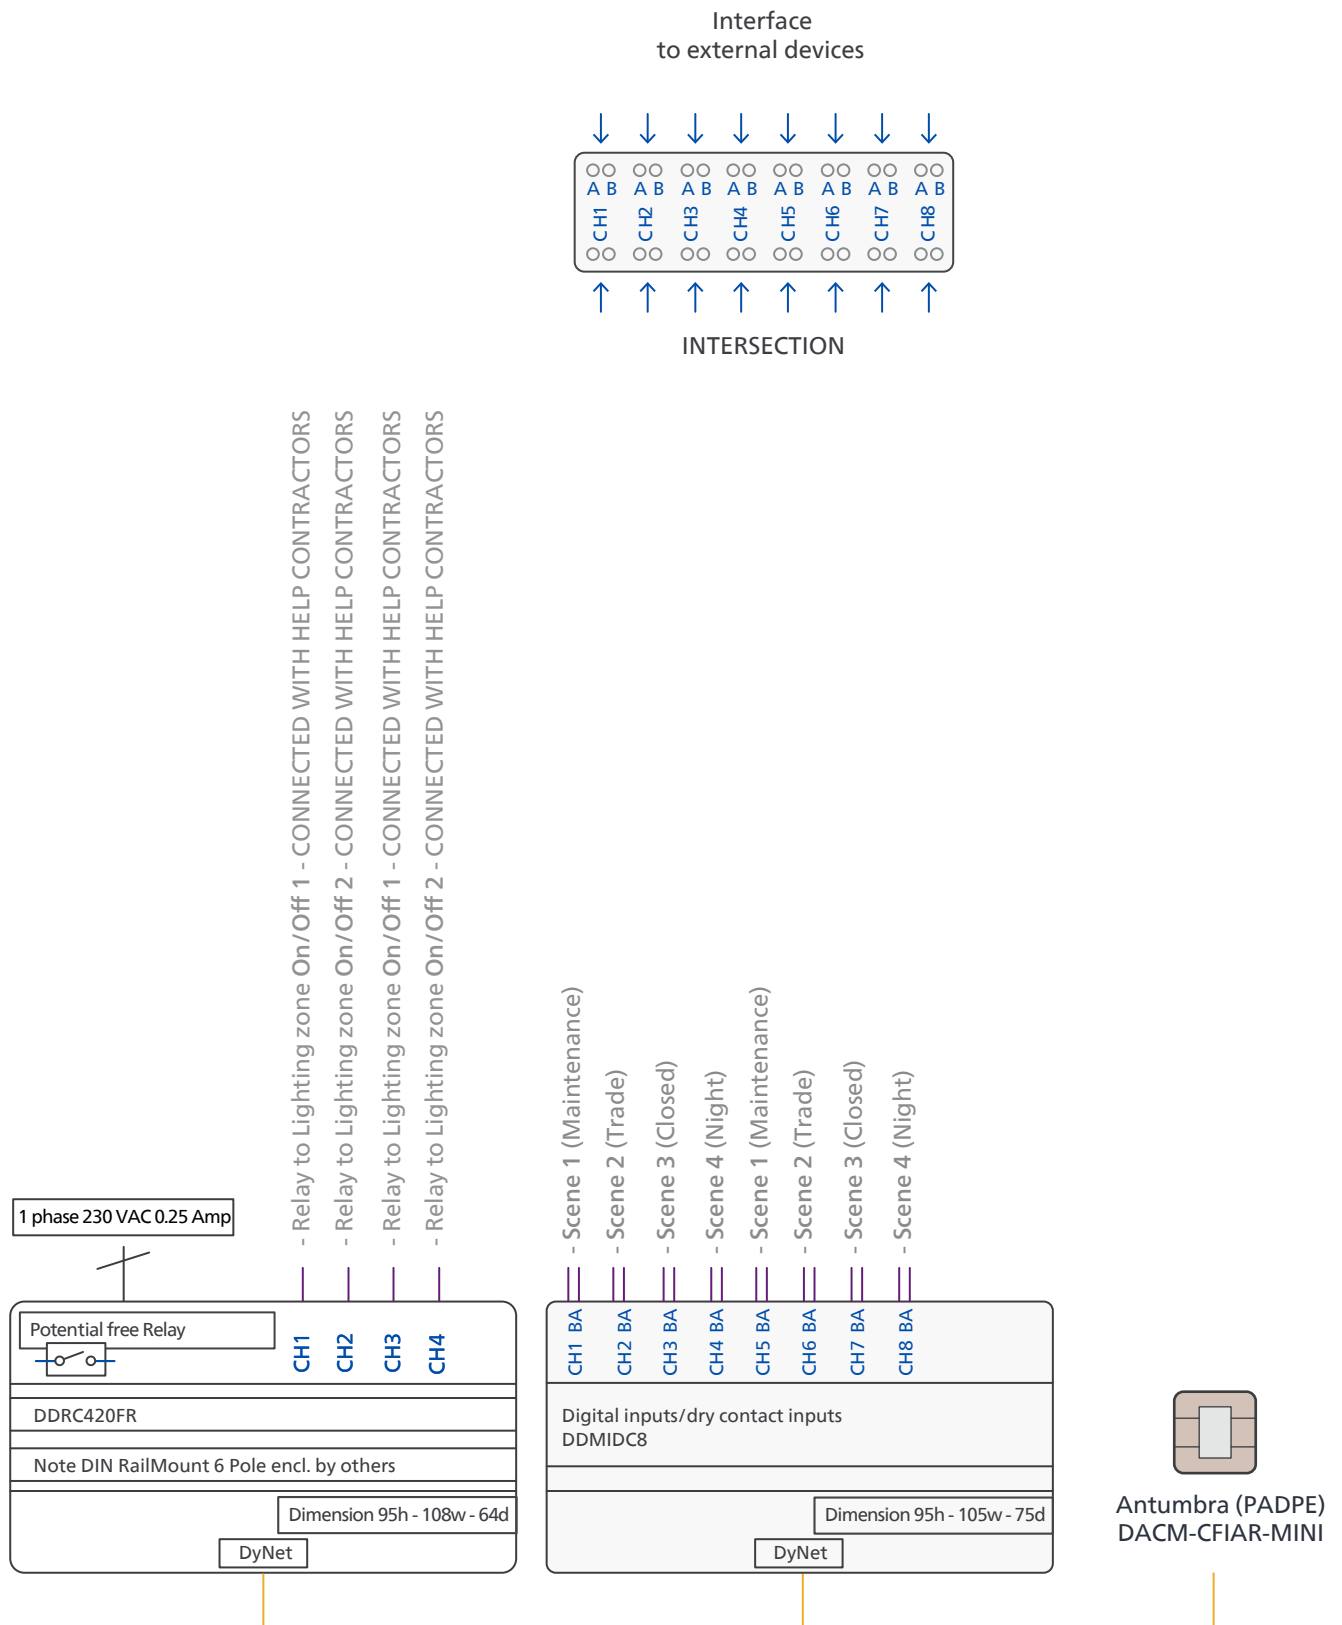 Interface
to external devices
A B A B A B A B A B A B A B A B
CH1 CH2 CH3 CH4 CH5 CH6 CH7 CH8
INTERSECTION
- Relay to Lighting zone On/Off 1 - CONNECTED WITH HELP CONTRACTORS
- Relay to Lighting zone On/Off 2 - CONNECTED WITH HELP CONTRACTORS
- Relay to Lighting zone On/Off 1 - CONNECTED WITH HELP CONTRACTORS
- Relay to Lighting zone On/Off 2 - CONNECTED WITH HELP CONTRACTORS
- Scene 1 (Maintenance)
- Scene 2 (Trade)
- Scene 3 (Closed)
- Scene 4 (Night)
- Scene 1 (Maintenance)
- Scene 2 (Trade)
- Scene 3 (Closed)
- Scene 4 (Night)
1 phase 230 VAC 0.25 Amp
Potential free Relay
CH1
CH2
CH3
CH4
DDRC420FR
Note DIN RailMount 6 Pole encl. by others
Dimension 95h - 108w - 64d
DyNet
CH1 BA
CH2 BA
CH3 BA
CH4 BA
CH5 BA
CH6 BA
CH7 BA
CH8 BA
Digital inputs/dry contact inputs
DDMIDC8
Dimension 95h - 105w - 75d
DyNet
Antumbra (PADPE)
DACM-CFIAR-MINI